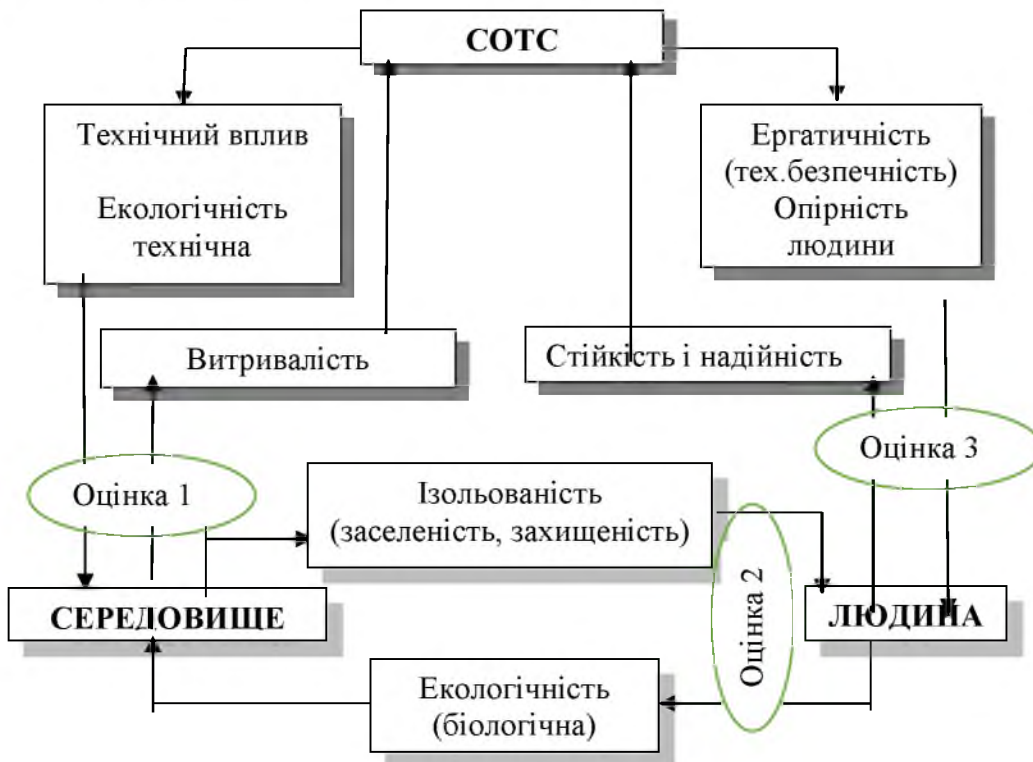 СОТС
Технічний вплив
Екологічність
технічна
Ергатичність
(тех.безпечність)
Опірність
людини
Витривалість
Стійкість і надійність
Оцінка 1
Оцінка 3
Ізольованість
(заселеність, захищеність)
Оцінка 2
СЕРЕДОВИЩЕ
ЛЮДИНА
Екологічність
(біологічна)